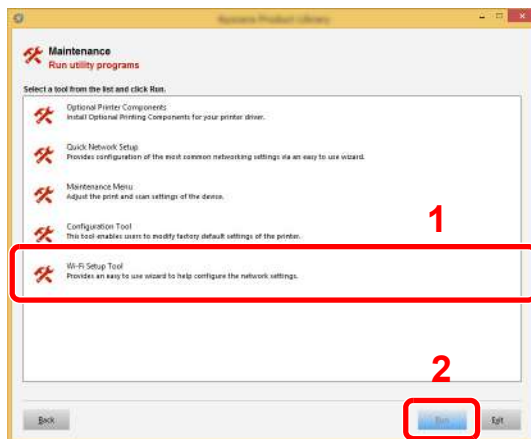 Kyocera Product Library
Maintenance
Run utility programs
Select a tool from the list and click Run.
Optional Printer Components
Install Optional Printing Components for your printer driver.
Quick Network Setup
Provides configuration of the most common networking settings via an easy to use wizard.
Maintenance Menu
Adjust the print and scan settings of the device.
Configuration Tool
This tool enables users to modify factory default settings of the printer.
1
Wi-Fi Setup Tool
Provides an easy to use wizard to help configure the network settings.
2
Back
Run
Exit